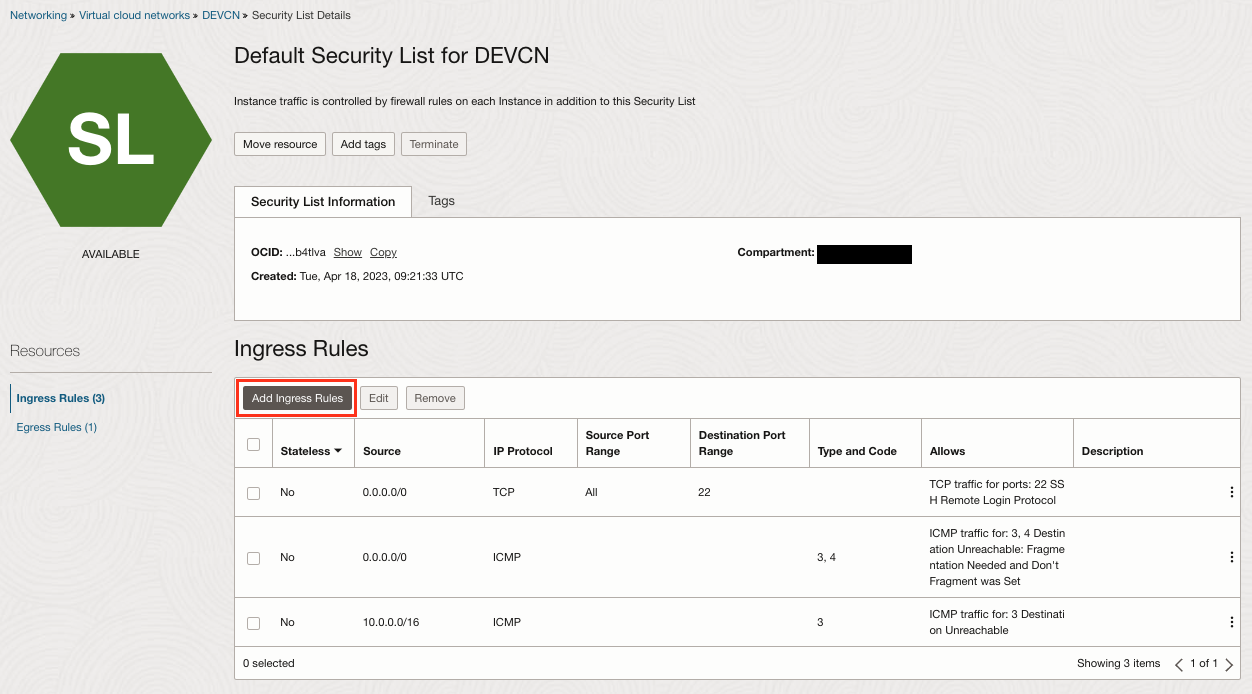 Networking » Virtual cloud networks » DEVCN » Security List Details
SL
AVAILABLE
Default Security List for DEVCN
Instance traffic is controlled by firewall rules on each Instance in addition to this Security List
Move resource Add tags Terminate
Security List Information Tags
OCID: ...b4tlva Show Copy Compartment:
Created: Tue, Apr 18, 2023, 09:21:33 UTC
Resources
Ingress Rules (3)
Egress Rules (1)
Ingress Rules
Add Ingress Rules Edit Remove
Stateless Source IP Protocol Source Port Range Destination Port Range Type and Code Allows Description
No 0.0.0.0/0 TCP All 22 TCP traffic for ports: 22 SS
H Remote Login Protocol
No 0.0.0.0/0 ICMP 3, 4 ICMP traffic for: 3, 4 Destin
ation Unreachable: Fragme
ntation Needed and Don't
Fragment was Set
No 10.0.0.0/16 ICMP 3 ICMP traffic for: 3 Destinati
on Unreachable
0 selected Showing 3 items 1 of 1